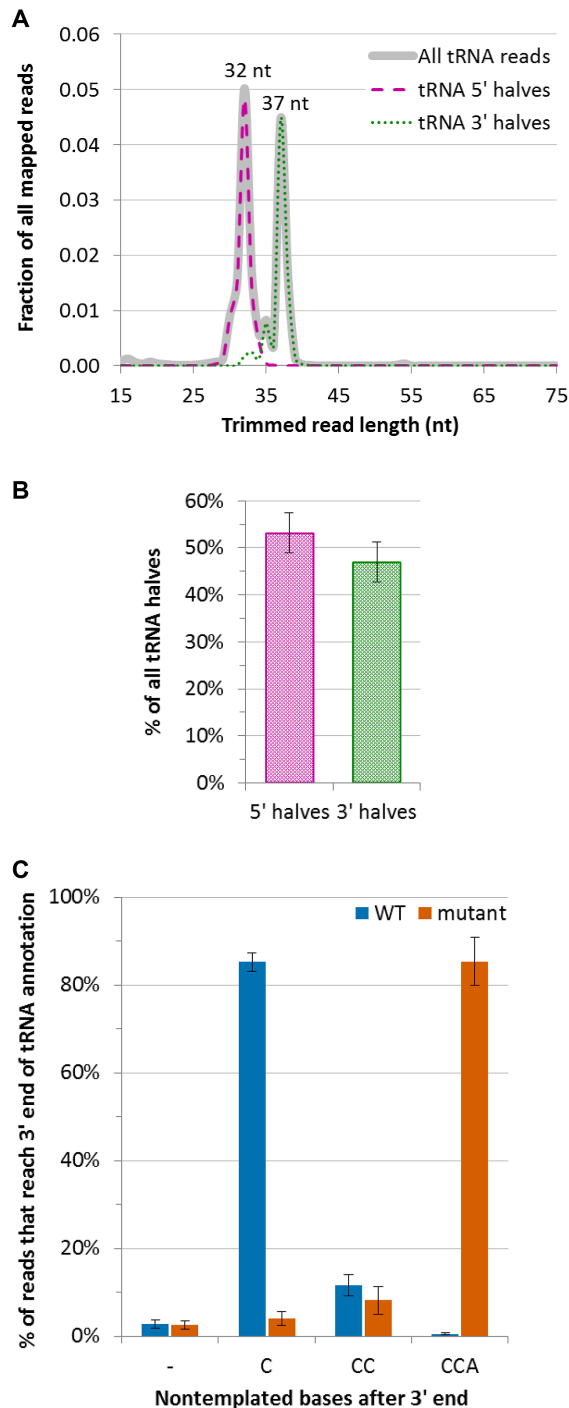 A
Fraction of all mapped reads
0.06
0.05
0.04
0.03
0.02
0.01
0.00
32 nt
37 nt
All tRNA reads
tRNA 5' halves
tRNA 3' halves
15 25 35 45 55 65 75
Trimmed read length (nt)
B
% of all tRNA halves
60%
50%
40%
30%
20%
10%
0%
5' halves 3' halves
C
% of reads that reach 3' end of tRNA annotation
100%
80%
60%
40%
20%
0%
WT mutant
- C CC CCA
Nontemplated bases after 3' end